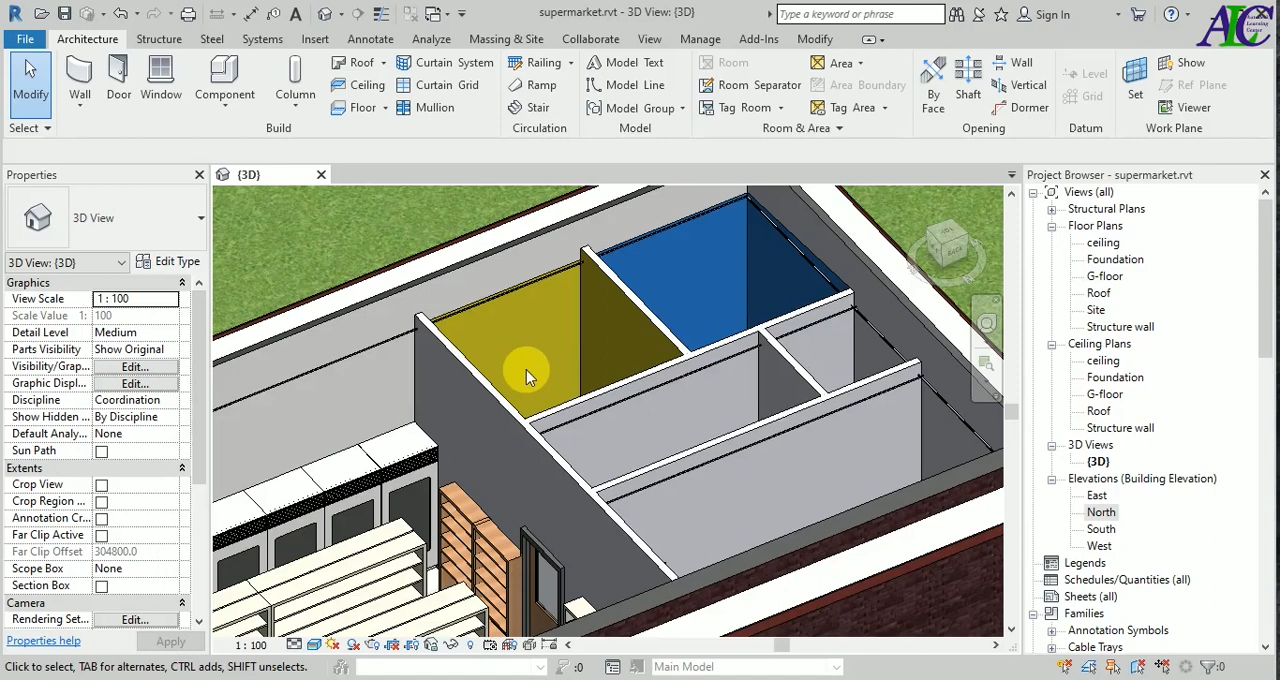 supermarket.rvt - 3D View: {3D}
Type a keyword or phrase
Sign In
ALC
File Architecture Structure Steel Systems Insert Annotate Analyze Massing & Site Collaborate View Manage Add-Ins Modify
Modify
Wall
Door
Window
Component
Column
Roof
Ceiling
Floor
Curtain System
Curtain Grid
Mullion
Railing
Ramp
Stair
Model Text
Model Line
Model Group
Room
Room Separator
Tag Room
Area
Area Boundary
Tag Area
By Face
Shaft
Wall
Vertical
Dormer
Level
Grid
Set
Show
Ref Plane
Viewer
Select Build Circulation Model Room & Area Opening Datum Work Plane
Properties
{3D}
Project Browser - supermarket.rvt
3D View
3D View: {3D} Edit Type
Graphics
View Scale 1 : 100
Scale Value 1: 100
Detail Level Medium
Parts Visibility Show Original
Visibility/Grap... Edit...
Graphic Displ... Edit...
Discipline Coordination
Show Hidden ... By Discipline
Default Analy... None
Sun Path
Extents
Crop View
Crop Region ...
Annotation Cr...
Far Clip Active
Far Clip Offset 304800.0
Scope Box None
Section Box
Camera
Rendering Set... Edit...
Properties help Apply
BACK
Views (all)
Structural Plans
Floor Plans
ceiling
Foundation
G-floor
Roof
Site
Structure wall
Ceiling Plans
ceiling
Foundation
G-floor
Roof
Structure wall
3D Views
{3D}
Elevations (Building Elevation)
East
North
South
West
Legends
Schedules/Quantities (all)
Sheets (all)
Families
Annotation Symbols
Cable Trays
1 : 100
Click to select, TAB for alternates, CTRL adds, SHIFT unselects.
:0
Main Model
:0